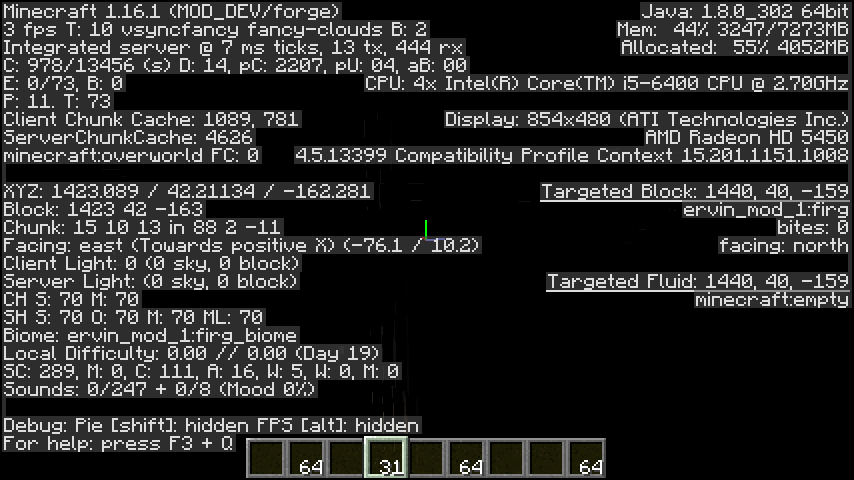 Minecraft 1.16.1 (MOD_DEV/forge)
3 fps T: 10 vsyncfancy fancy-clouds B: 2
Integrated server @ 7 ms ticks, 13 tx, 444 rx
C: 978/13456 (s) D: 14, pC: 2207, pU: 04, aB: 00
E: 0/73, B: 0
P: 11. T: 73
Client Chunk Cache: 1089, 781
ServerChunkCache: 4626
minecraft:overworld FC: 0
XYZ: 1423.089 / 42.21134 / -162.281
Block: 1423 42 -163
Chunk: 15 10 13 in 88 2 -11
Facing: east (Towards positive X) (-76.1 / 10.2)
Client Light: 0 (0 sky, 0 block)
Server Light: (0 sky, 0 block)
CH S: 70 M: 70
SH S: 70 O: 70 M: 70 ML: 70
Biome: ervin_mod_1:firg_biome
Local Difficulty: 0.00 // 0.00 (Day 19)
SC: 289, M: 0, C: 111, A: 16, W: 5, W: 0, M: 0
Sounds: 0/247 + 0/8 (Mood 0%)
Debug: Pie [shift]: hidden FPS [alt]: hidden
For help: press F3 + Q
Java: 1.8.0_302 64bit
Mem: 44% 3247/7273MB
Allocated: 55% 4052MB
CPU: 4x Intel(R) Core(TM) i5-6400 CPU @ 2.70GHz
Display: 854x480 (ATI Technologies Inc.)
AMD Radeon HD 5450
4.5.13399 Compatibility Profile Context 15.201.1151.1008
Targeted Block: 1440, 40, -159
ervin_mod_1:firg
bites: 0
facing: north
Targeted Fluid: 1440, 40, -159
minecraft:empty
64 31 64 64